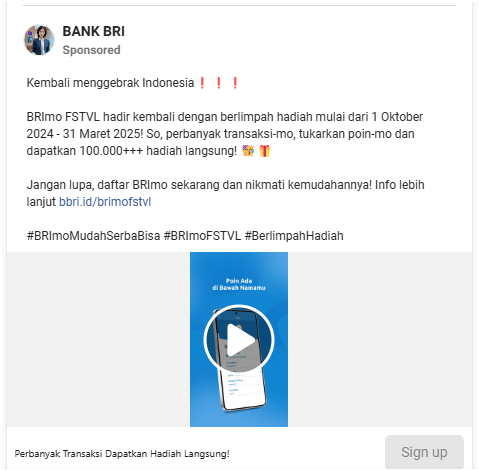 BANK BRI
Sponsored
Kembali menggebrak Indonesia❗❗❗
BRImo FSTVL hadir kembali dengan berlimpah hadiah mulai dari 1 Oktober
2024 - 31 Maret 2025! So, perbanyak transaksi-mo, tukarkan poin-mo dan
dapatkan 100.000+++ hadiah langsung! 🥳 🎁
Jangan lupa, daftar BRImo sekarang dan nikmati kemudahannya! Info lebih
lanjut bbri.id/brimofstvl
#BRImoMudahSerbaBisa #BRImoFSTVL #BerlimpahHadiah
Poin Ada
di Bawah Namamu
Perbanyak Transaksi Dapatkan Hadiah Langsung!
Sign up